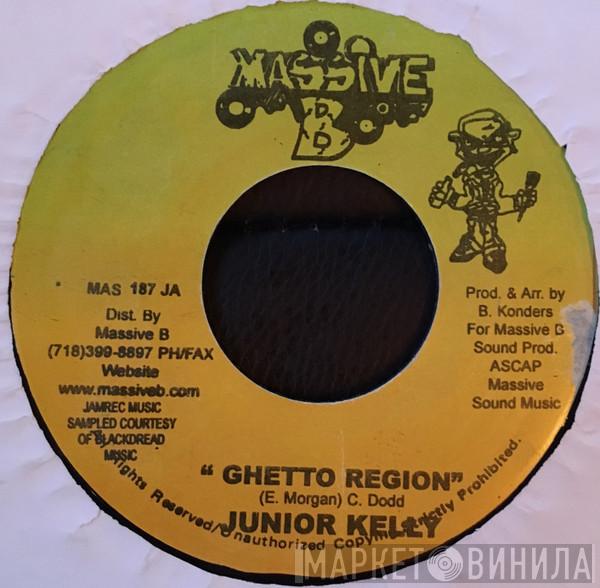 MASSIVE
B
MAS 187 JA
Dist. By
Massive B
(718)399-8897 PH/FAX
Website
www.massiveb.com
JAMREC MUSIC
SAMPLED COURTESY
OF BLACKDREAD
MUSIC
Prod. & Arr. by
B. Konders
For Massive B
Sound Prod.
ASCAP
Massive
Sound Music
“ GHETTO REGION”
(E. Morgan) C. Dodd
JUNIOR KELLY
All Rights Reserved/Unauthorized Copying Strictly Prohibited.
МАРКЕТ ВИНИЛА